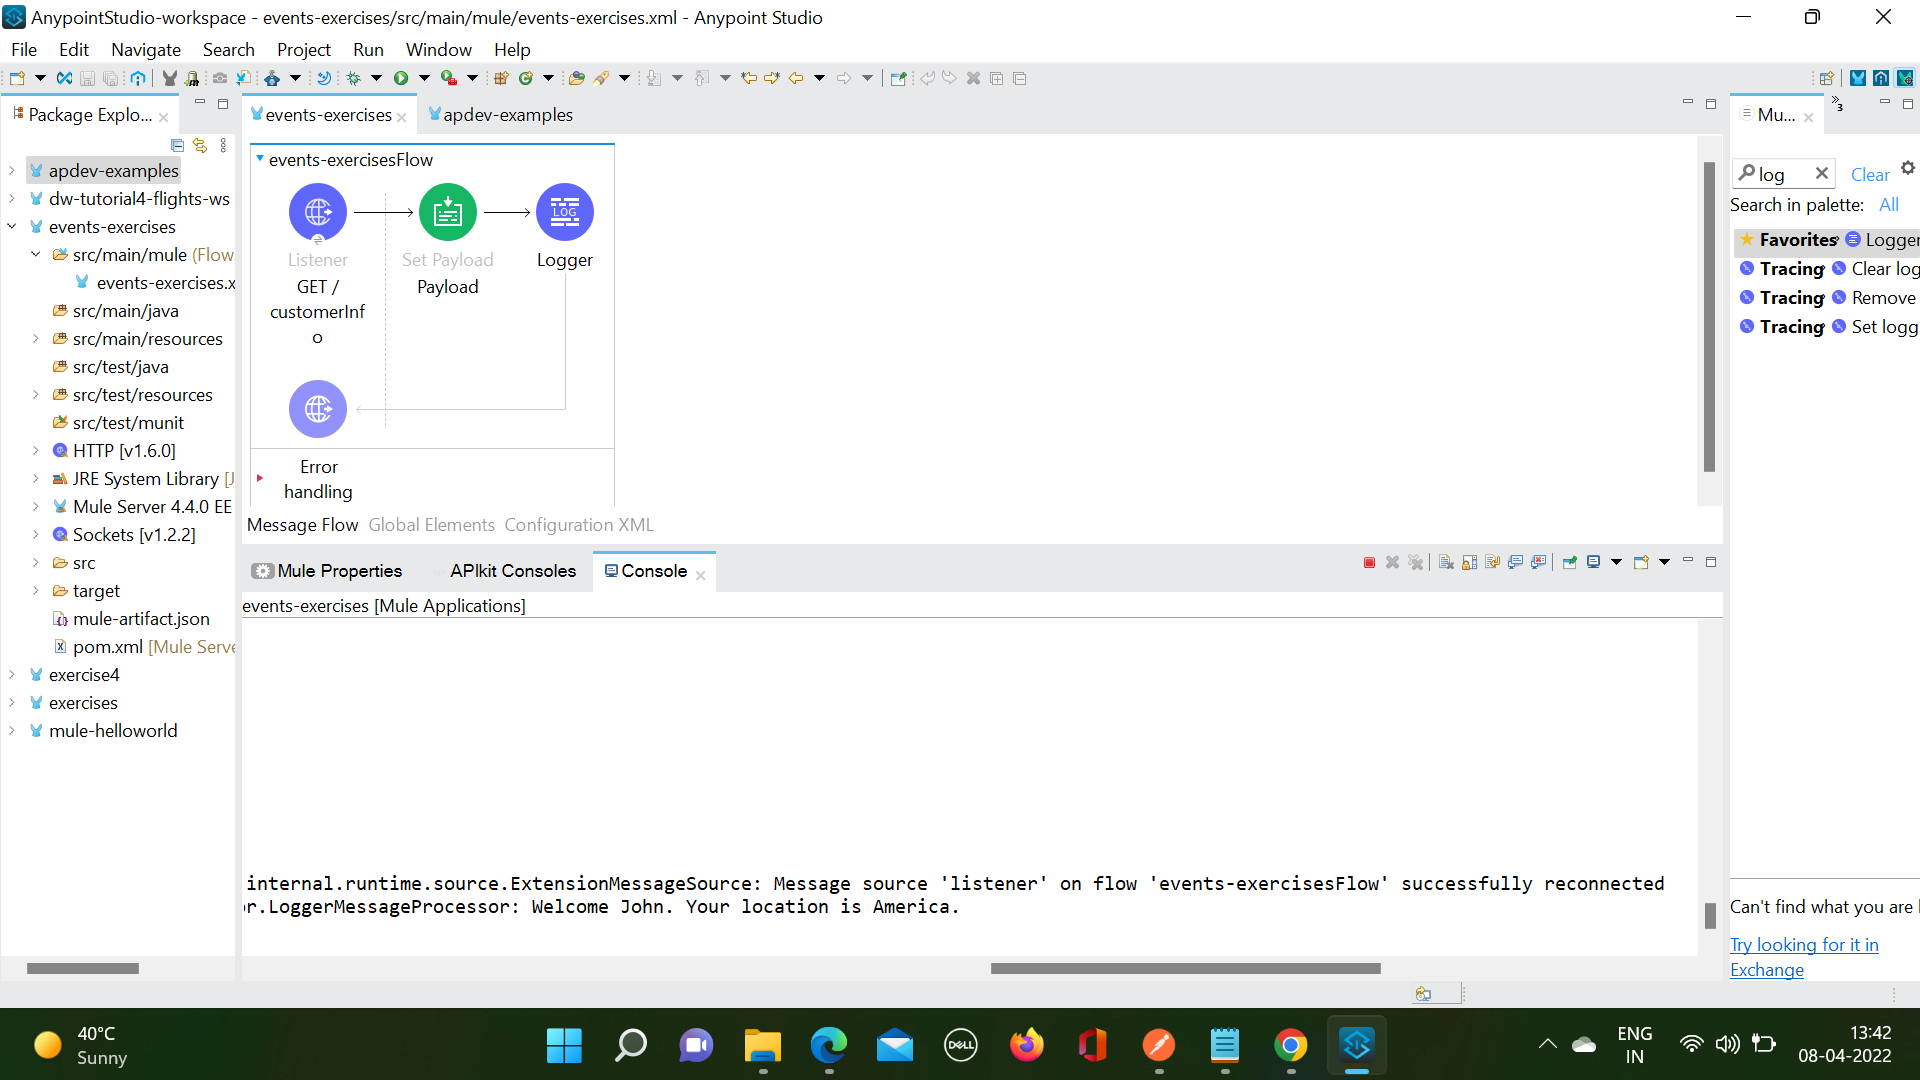 AnypointStudio-workspace - events-exercises/src/main/mule/events-exercises.xml - Anypoint Studio
File Edit Navigate Search Project Run Window Help
Package Explo...
events-exercises
apdev-examples
Mu...
3
apdev-examples
dw-tutorial4-flights-ws
events-exercises
src/main/mule (Flow
events-exercises.x
src/main/java
src/main/resources
src/test/java
src/test/resources
src/test/munit
HTTP [v1.6.0]
JRE System Library [J
Mule Server 4.4.0 EE
Sockets [v1.2.2]
src
target
mule-artifact.json
pom.xml [Mule Serve
exercise4
exercises
mule-helloworld
events-exercisesFlow
LOG
Listener
GET /
customerInf
o
Set Payload
Payload
Logger
Error
handling
Message Flow Global Elements Configuration XML
Mule Properties
APIkit Consoles
Console
events-exercises [Mule Applications]
internal.runtime.source.ExtensionMessageSource: Message source 'listener' on flow 'events-exercisesFlow' successfully reconnected
r.LoggerMessageProcessor: Welcome John. Your location is America.
log
Clear
Search in palette: All
Favorites Logger
Tracing Clear log
Tracing Remove
Tracing Set logg
Can't find what you are l
Try looking for it in
Exchange
40°C
Sunny
DELL
ENG
IN
13:42
08-04-2022